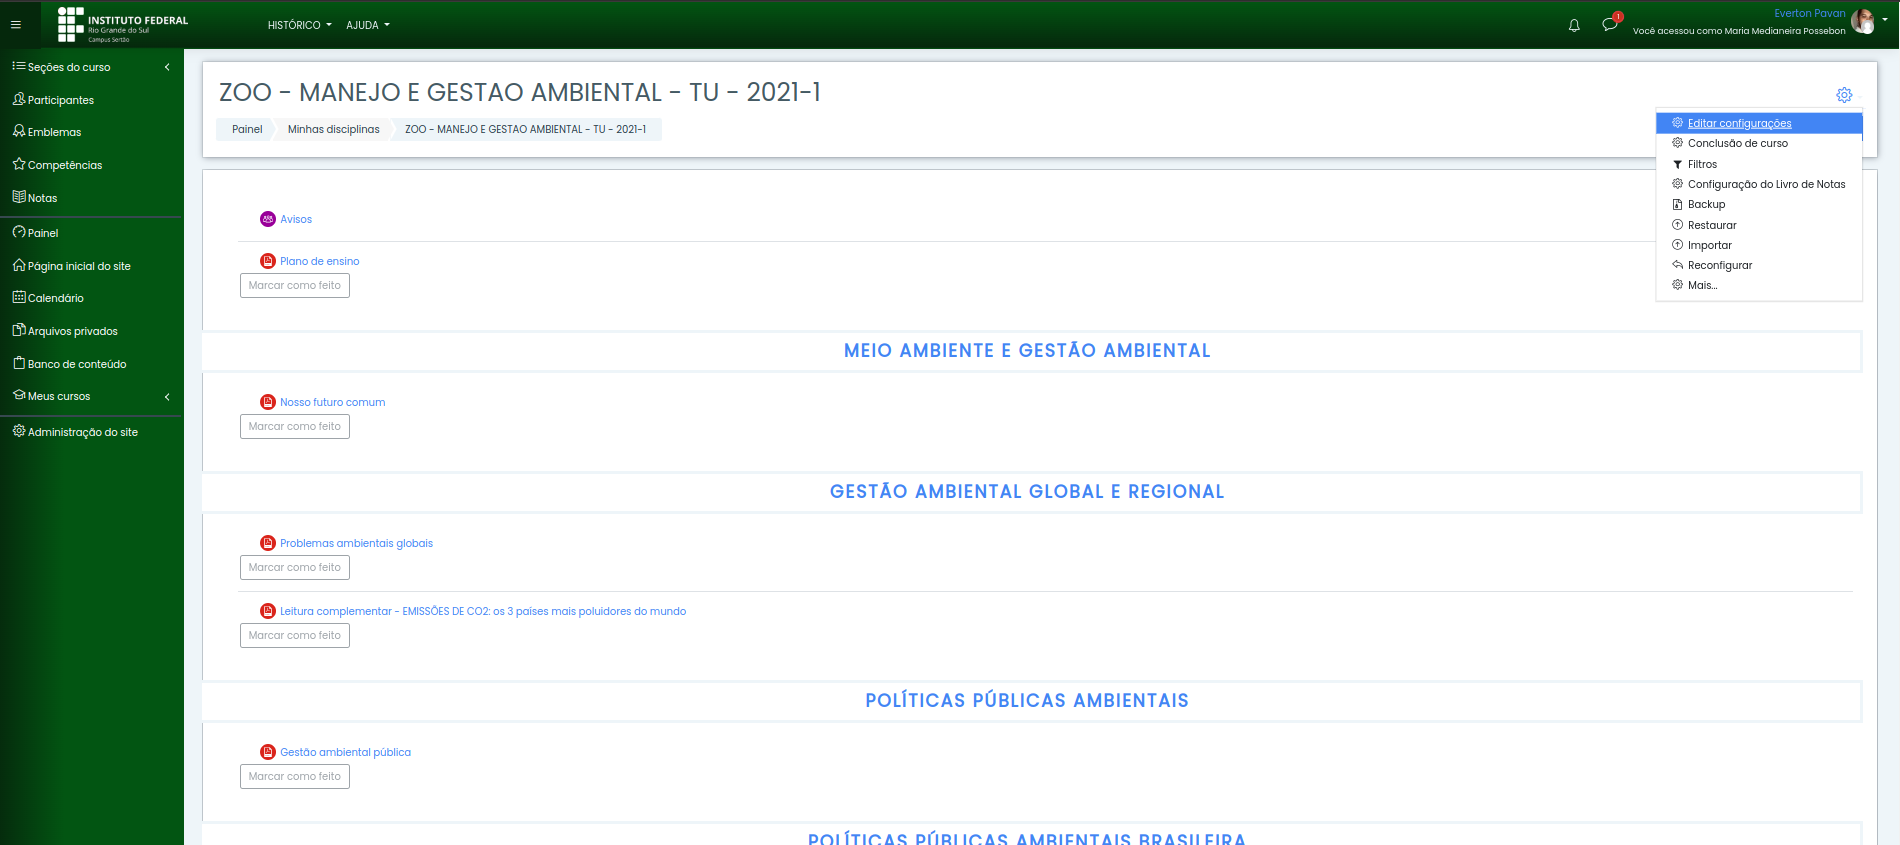 INSTITUTO FEDERAL
Rio Grande do Sul
Campus Sertão
HISTÓRICO
AJUDA
1
Everton Pavan
Você acessou como Maria Medianeira Possebon
Seções do curso
Participantes
Emblemas
Competências
Notas
Painel
Página inicial do site
Calendário
Arquivos privados
Banco de conteúdo
Meus cursos
Administração do site
ZOO - MANEJO E GESTAO AMBIENTAL - TU - 2021-1
Painel
Minhas disciplinas
ZOO - MANEJO E GESTAO AMBIENTAL - TU - 2021-1
Editar configurações
Conclusão de curso
Filtros
Configuração do Livro de Notas
Backup
Restaurar
Importar
Reconfigurar
Mais...
Avisos
Plano de ensino
Marcar como feito
MEIO AMBIENTE E GESTÃO AMBIENTAL
Nosso futuro comum
Marcar como feito
GESTÃO AMBIENTAL GLOBAL E REGIONAL
Problemas ambientais globais
Marcar como feito
Leitura complementar - EMISSÕES DE CO2: os 3 países mais poluidores do mundo
Marcar como feito
POLÍTICAS PÚBLICAS AMBIENTAIS
Gestão ambiental pública
Marcar como feito
POLÍTICAS PÚBLICAS AMBIENTAIS BRASILEIRA